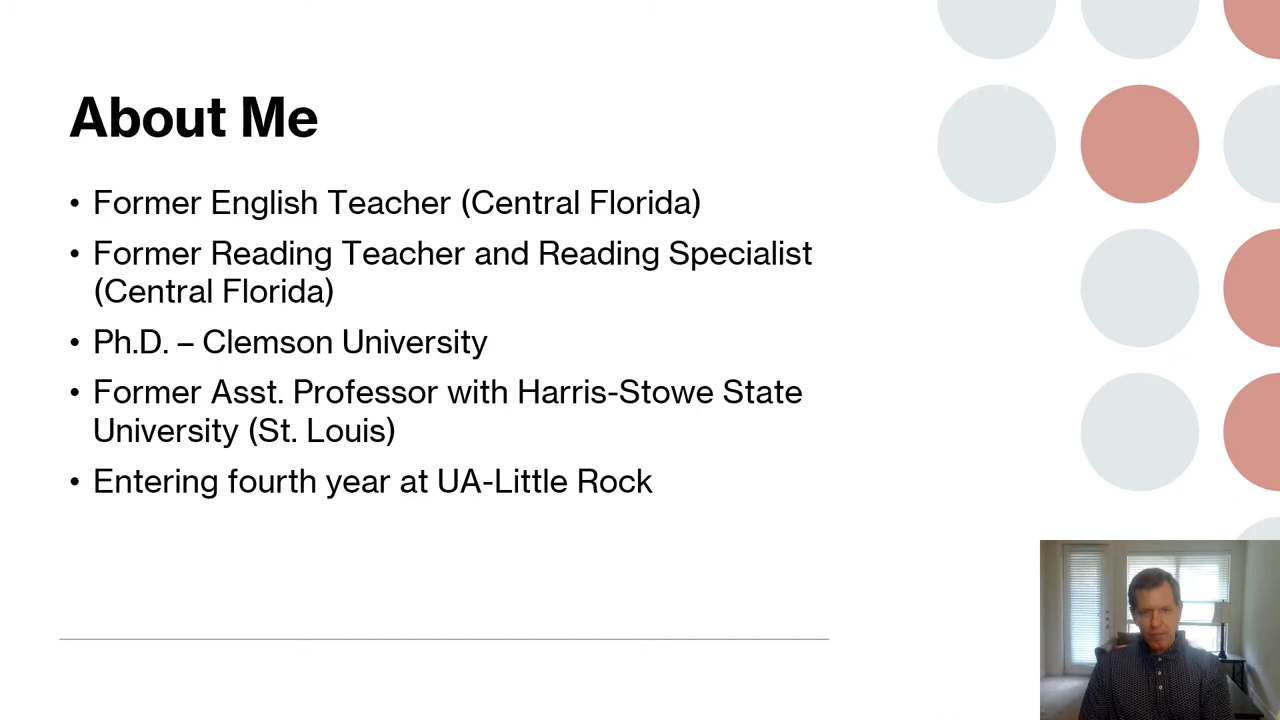 About Me
• Former English Teacher (Central Florida)
• Former Reading Teacher and Reading Specialist
(Central Florida)
• Ph.D. – Clemson University
• Former Asst. Professor with Harris-Stowe State
University (St. Louis)
• Entering fourth year at UA-Little Rock